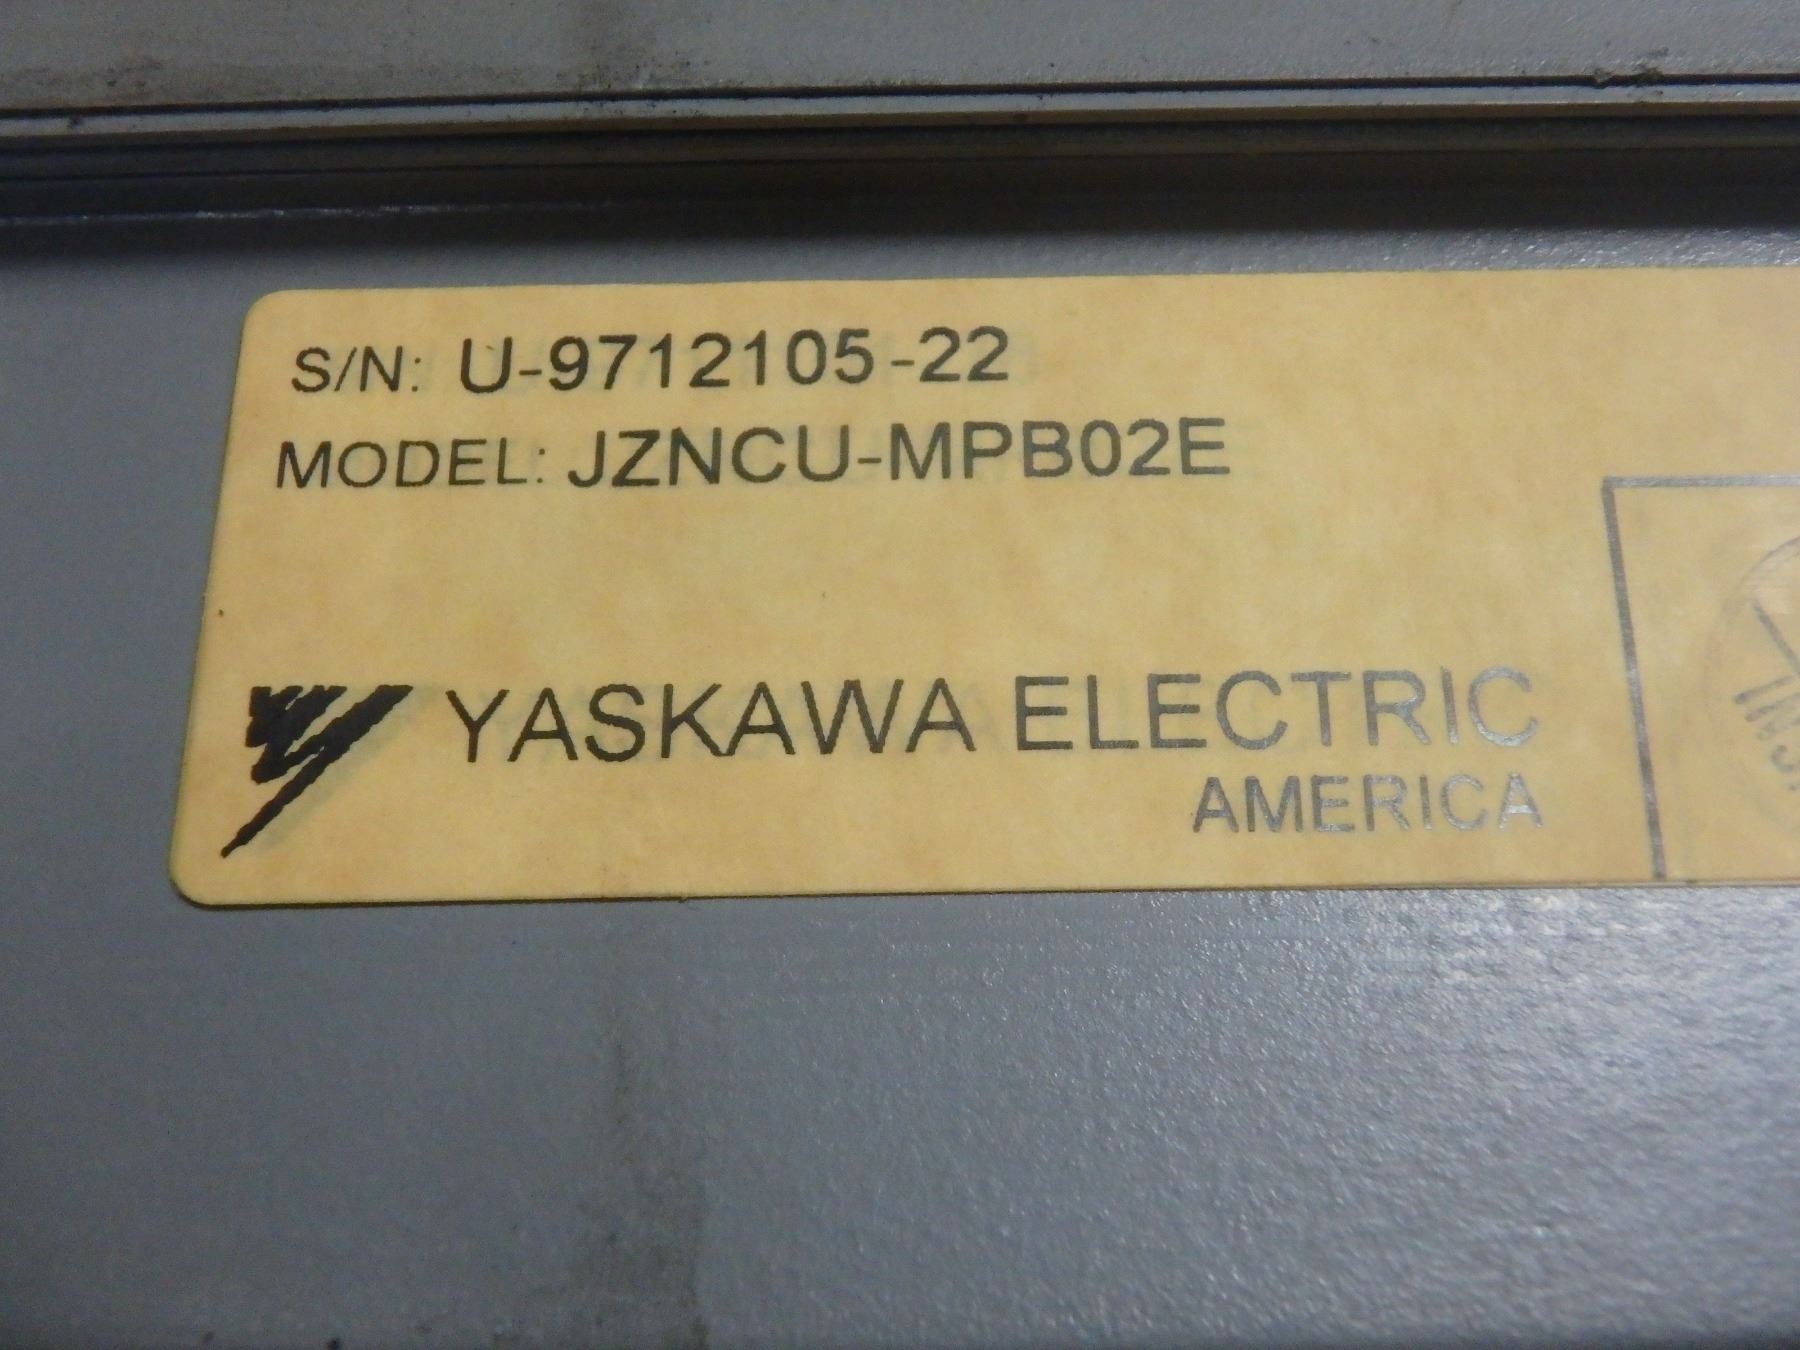 S/N: U-9712105-22
MODEL: JZNCU-MPB02E
YASKAWA ELECTRIC
AMERICA